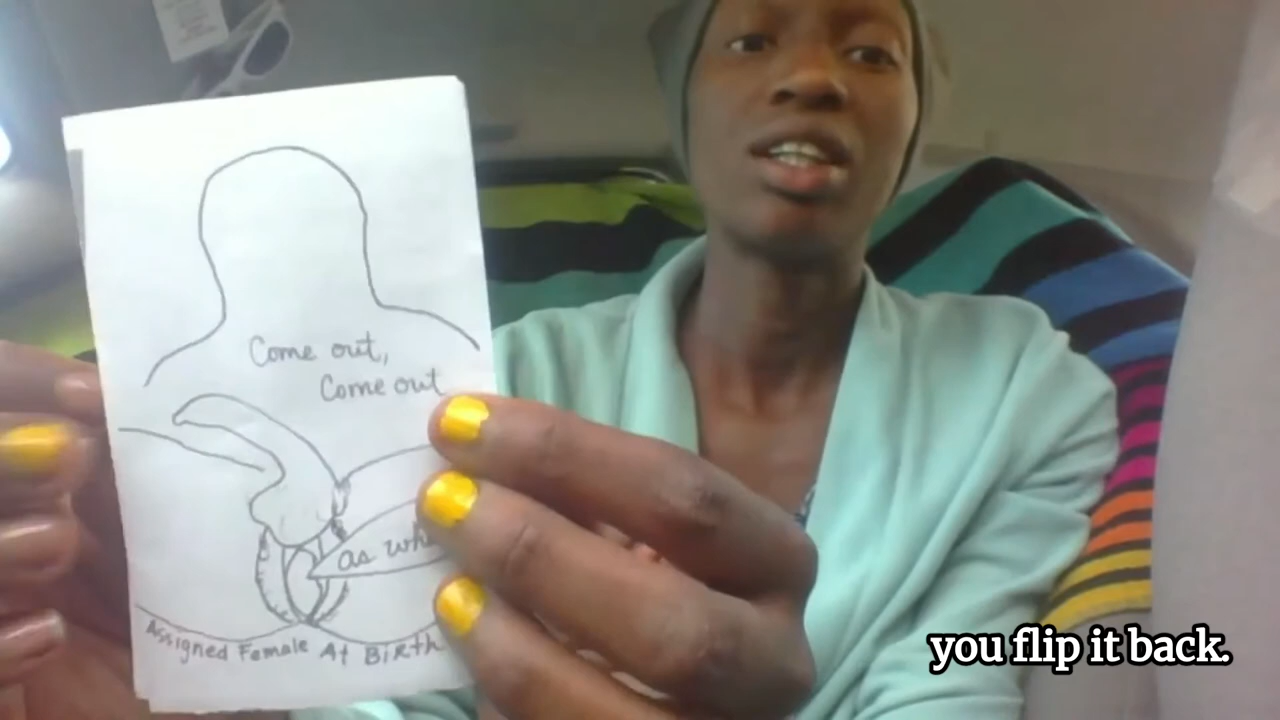 Come out,
Come out
as wh
Assigned Female At Birth
you flip it back.